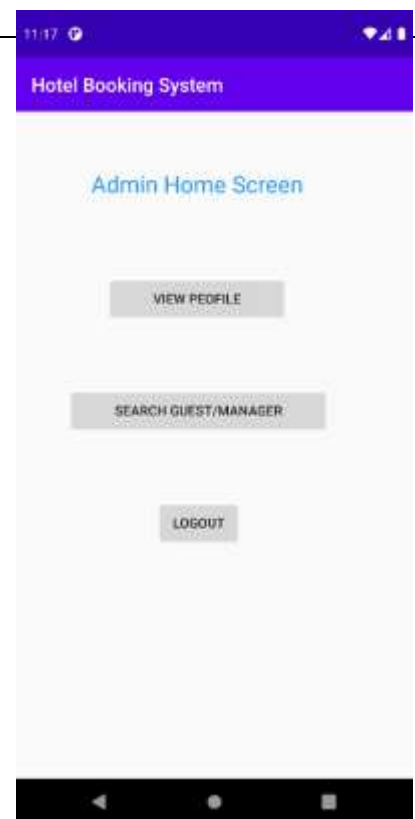 11:17
Hotel Booking System
Admin Home Screen
VIEW PEOFILE
SEARCH GUEST/MANAGER
LOGOUT